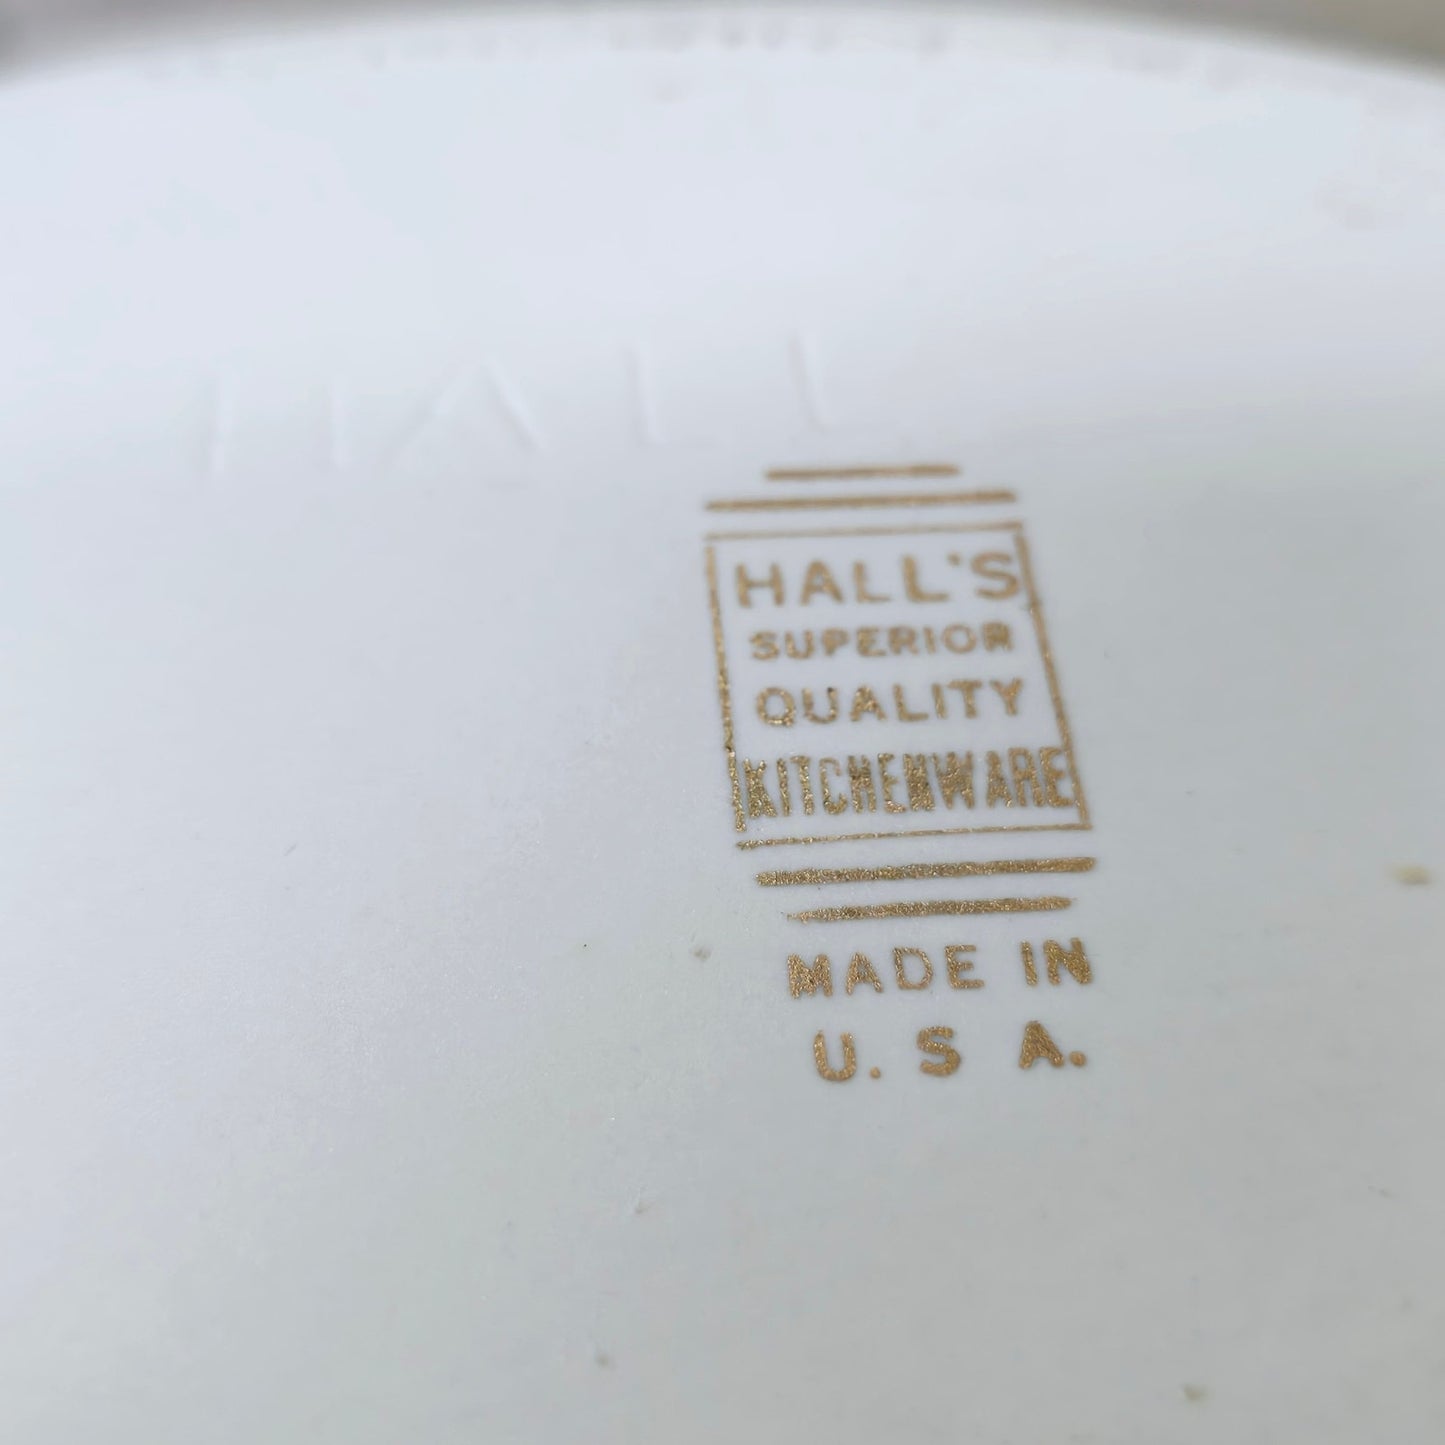 HALL
HALL'S
SUPERIOR
QUALITY
KITCHENWARE
MADE IN
U. S A.